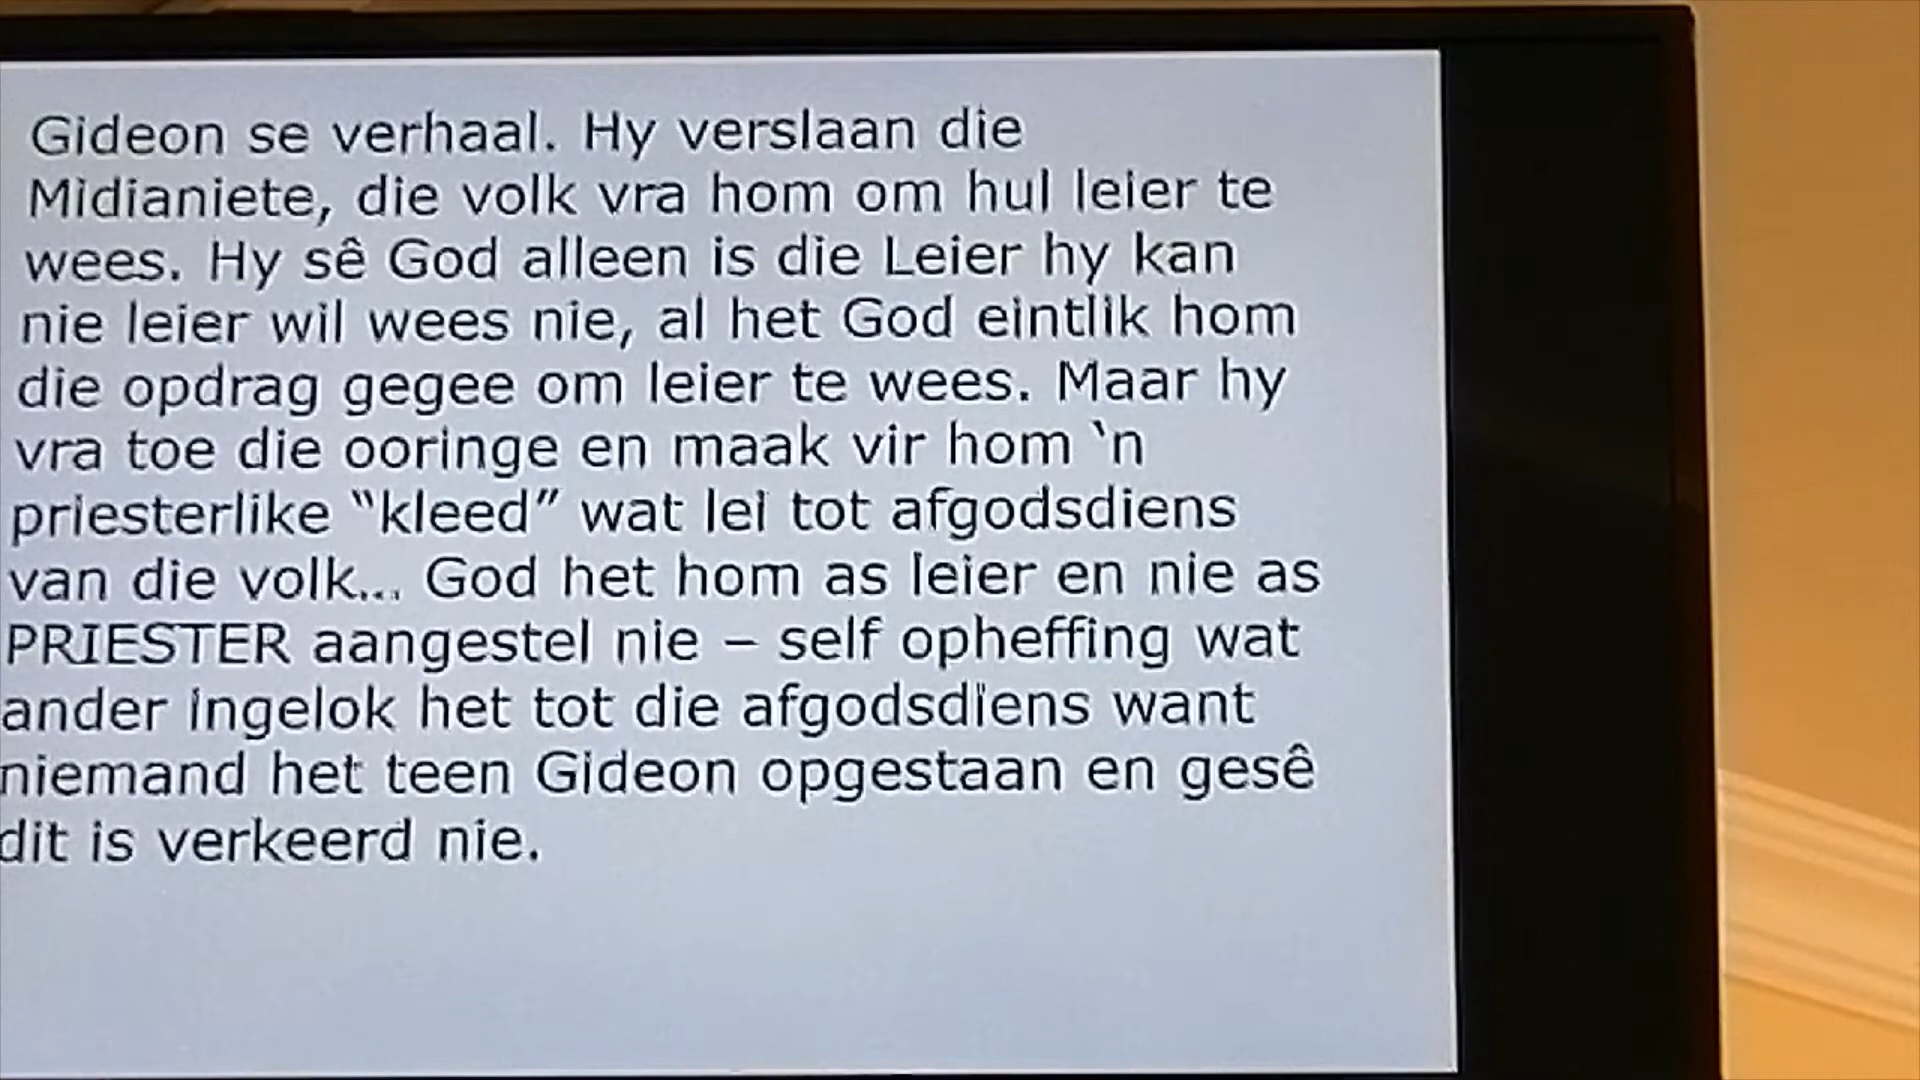 Gideon se verhaal. Hy verslaan die
Midianiete, die volk vra hom om hul leier te
wees. Hy sê God alleen is die Leier hy kan
nie leier wil wees nie, al het God eintlik hom
die opdrag gegee om leier te wees. Maar hy
vra toe die ooringe en maak vir hom ‘n
priesterlike “kleed” wat lei tot afgodsdiens
van die volk... God het hom as leier en nie as
PRIESTER aangestel nie – self opheffing wat
ander ingelok het tot die afgodsdiens want
niemand het teen Gideon opgestaan en gesê
dit is verkeerd nie.